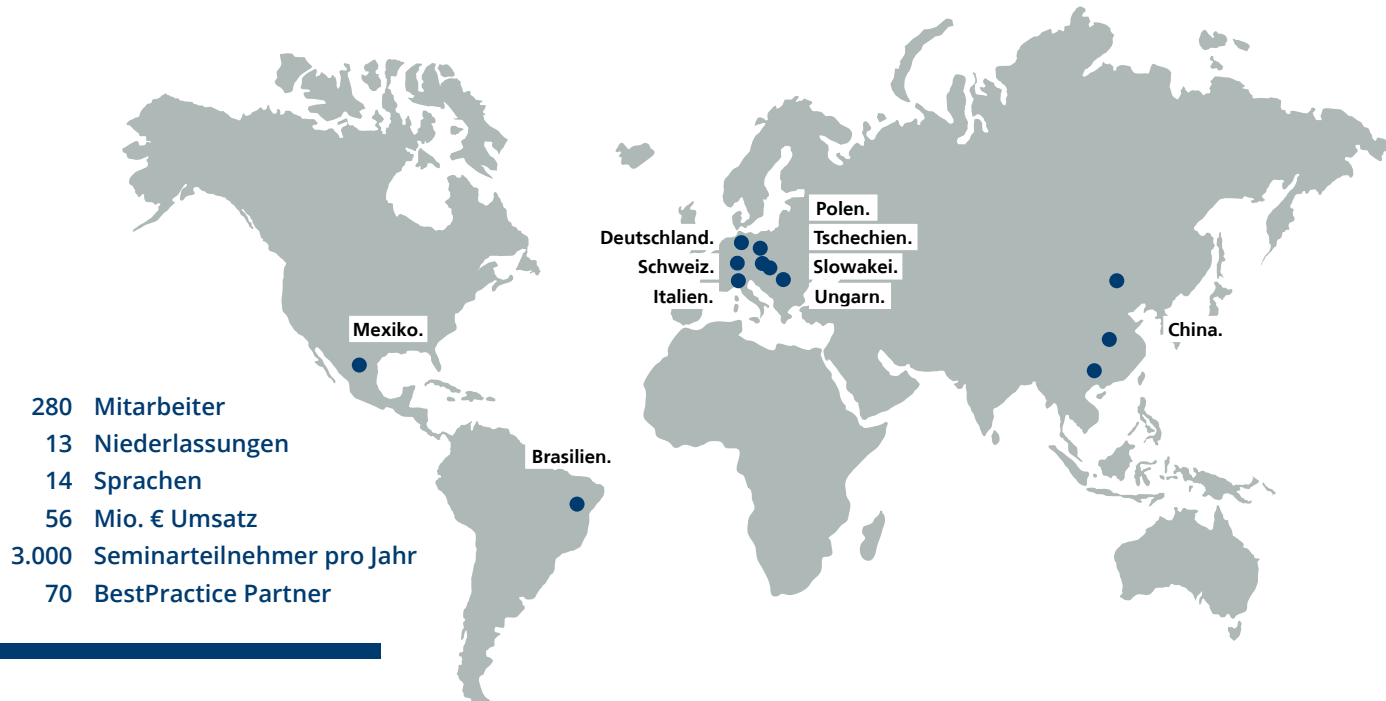 Polen.
Deutschland.
Tschechien.
Schweiz.
Slowakei.
Italien.
Ungarn.
Mexiko.
China.
Brasilien.
280 Mitarbeiter
13 Niederlassungen
14 Sprachen
56 Mio. € Umsatz
3.000 Seminarteilnehmer pro Jahr
70 BestPractice Partner